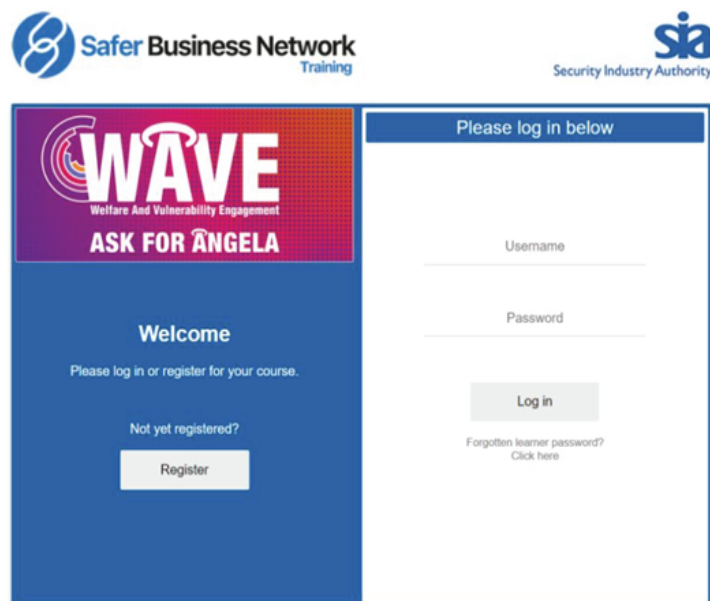 Safer Business Network
Training
sia
Security Industry Authority
WAVE
Welfare And Vulnerability Engagement
ASK FOR ANGELA
Welcome
Please log in or register for your course.
Not yet registered?
Register
Please log in below
Username
Password
Log in
Forgotten learner password?
Click here